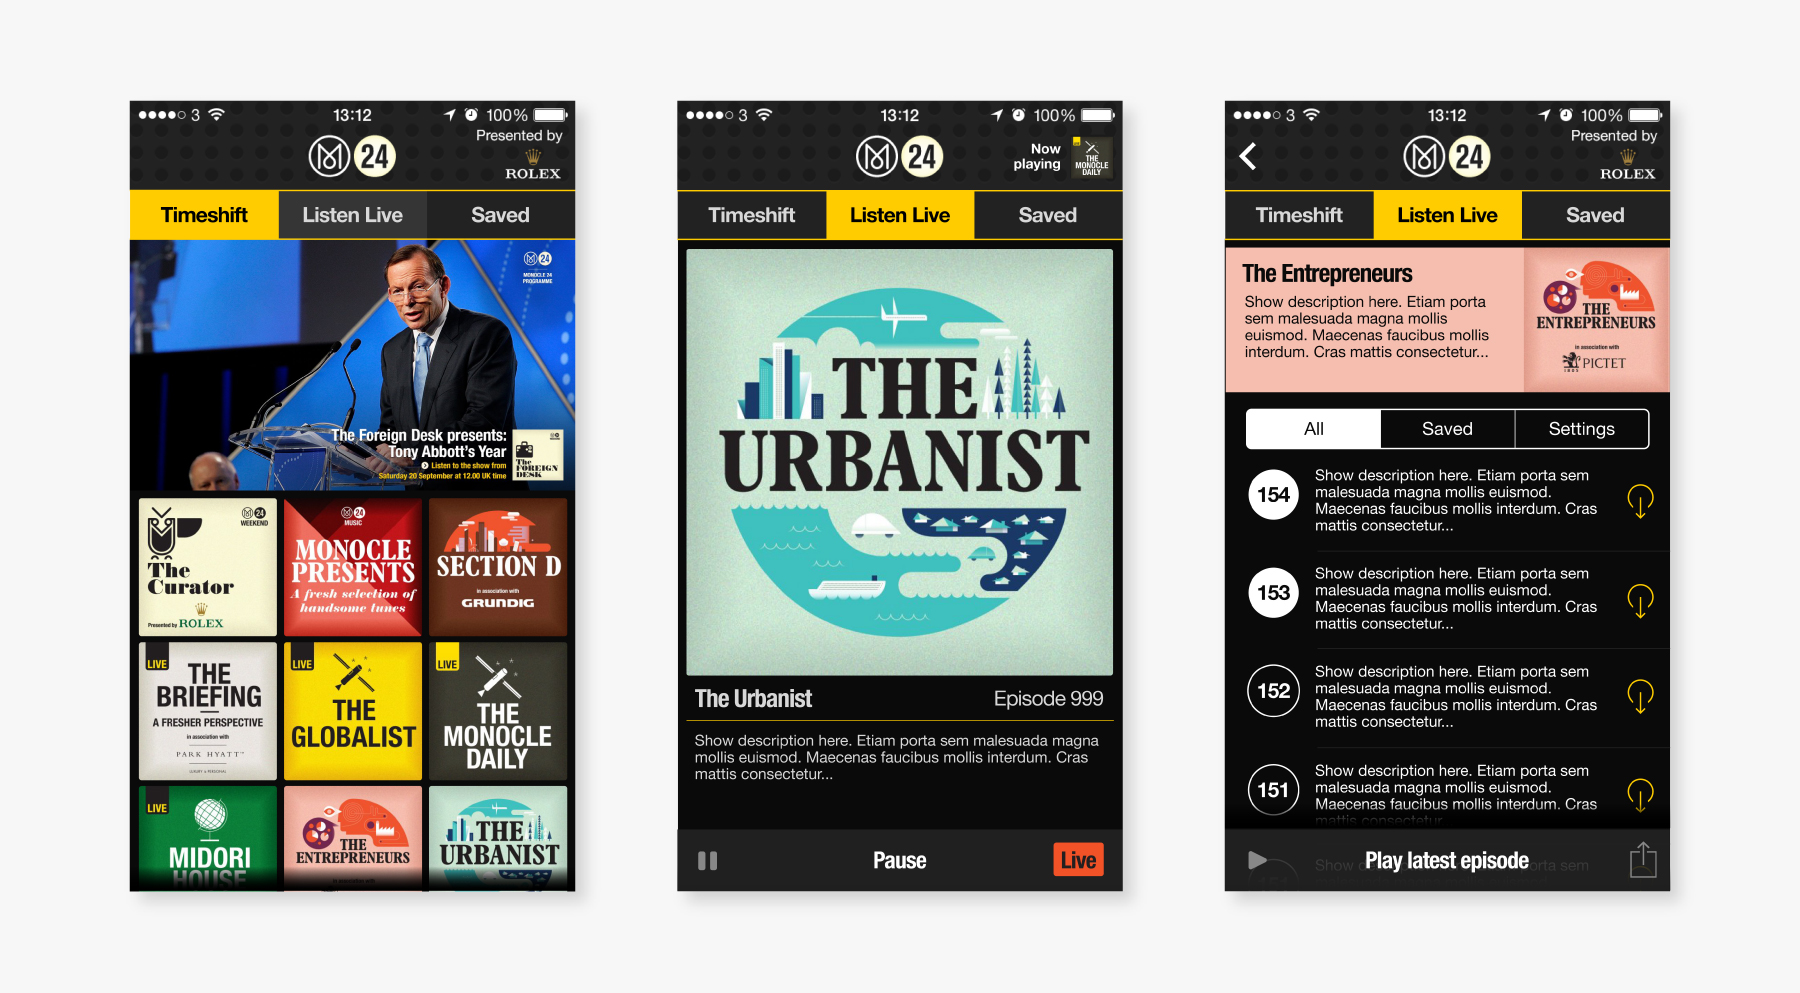 3
13:12
100%
Presented by
ROLEX
M 24
Timeshift
Listen Live
Saved
M 24
MONOCLE 24
PROGRAMME
The Foreign Desk presents:
Tony Abbott's Year
Listen to the show from
Saturday 20 September at 12.00 UK time
The
FOREIGN
DESK
24
WEEKEND
The
Curator
Presented by ROLEX
24
MUSIC
MONOCLE
PRESENTS
A fresh selection of
handsome tunes
SECTION D
in association with
GRUNDIG
LIVE
THE
BRIEFING
A FRESHER PERSPECTIVE
in association with
PARK HYATT™
LUXURY is PERSONAL
LIVE
THE
GLOBALIST
LIVE
THE
MONOCLE
DAILY
LIVE
MIDORI
HOUSE
THE
ENTREPRENEURS
THE
URBANIST
3
13:12
100%
M 24
Now
playing
THE
MONOCLE
DAILY
Timeshift
Listen Live
Saved
THE
URBANIST
The Urbanist
Episode 999
Show description here. Etiam porta sem malesuada magna
mollis euismod. Maecenas faucibus mollis interdum. Cras
mattis consectetur...
Pause
Live
3
13:12
100%
Presented by
ROLEX
M 24
Timeshift
Listen Live
Saved
The Entrepreneurs
Show description here. Etiam porta
sem malesuada magna mollis
euismod. Maecenas faucibus mollis
interdum. Cras mattis consectetur...
THE
ENTREPRENEURS
in association with
1805
PICTET
All
Saved
Settings
154
Show description here. Etiam porta sem
malesuada magna mollis euismod.
Maecenas faucibus mollis interdum. Cras
mattis consectetur...
153
Show description here. Etiam porta sem
malesuada magna mollis euismod.
Maecenas faucibus mollis interdum. Cras
mattis consectetur...
152
Show description here. Etiam porta sem
malesuada magna mollis euismod.
Maecenas faucibus mollis interdum. Cras
mattis consectetur...
151
Show description here. Etiam porta sem
malesuada magna mollis euismod.
Maecenas faucibus mollis interdum. Cras
mattis consectetur
Show description here. Etiam porta sem
Play latest episode